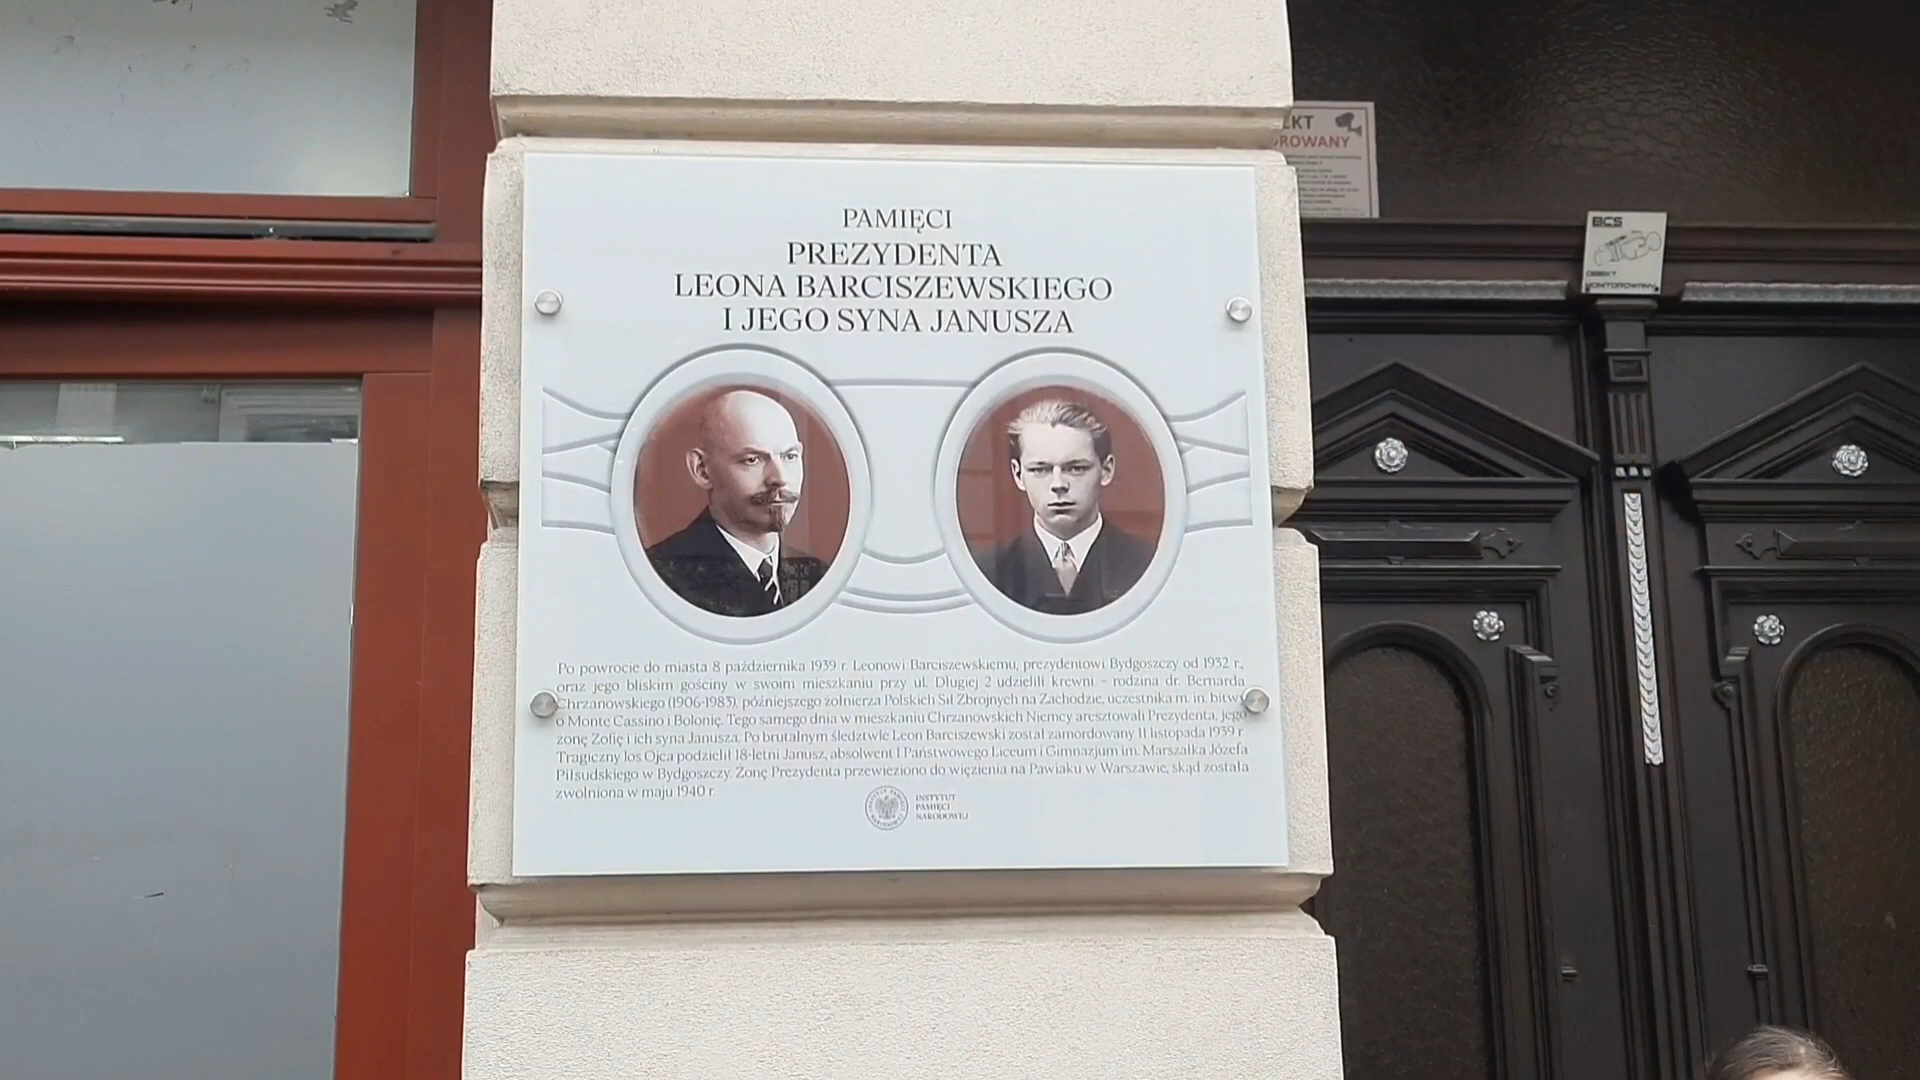 PAMIĘCI
PREZYDENTA
LEONA BARCISZEWSKIEGO
I JEGO SYNA JANUSZA
Po powrocie do miasta 8 października 1939 r. Leonowi Barciszewskiemu, prezydentowi Bydgoszczy od 1932 r.,
oraz jego bliskim gościny w swoim mieszkaniu przy ul. Długiej 2 udzielili krewni – rodzina dr. Bernarda
Chrzanowskiego (1906-1983), późniejszego żołnierza Polskich Sił Zbrojnych na Zachodzie, uczestnika m. in. bitw
o Monte Cassino i Bolonię. Tego samego dnia w mieszkaniu Chrzanowskich Niemcy aresztowali Prezydenta, jego
żonę Zofię i ich syna Janusza. Po brutalnym śledztwie Leon Barciszewski został zamordowany 11 listopada 1939 r.
Tragiczny los Ojca podzielił 18-letni Janusz, absolwent I Państwowego Liceum i Gimnazjum im. Marszałka Józefa
Piłsudskiego w Bydgoszczy. Żonę Prezydenta przewieziono do więzienia na Pawiaku w Warszawie, skąd została
zwolniona w maju 1940 r.
INSTYTUT
PAMIĘCI
NARODOWEJ
EKT
OROWANY
BCS
OBIEKT
MONITOROWANY